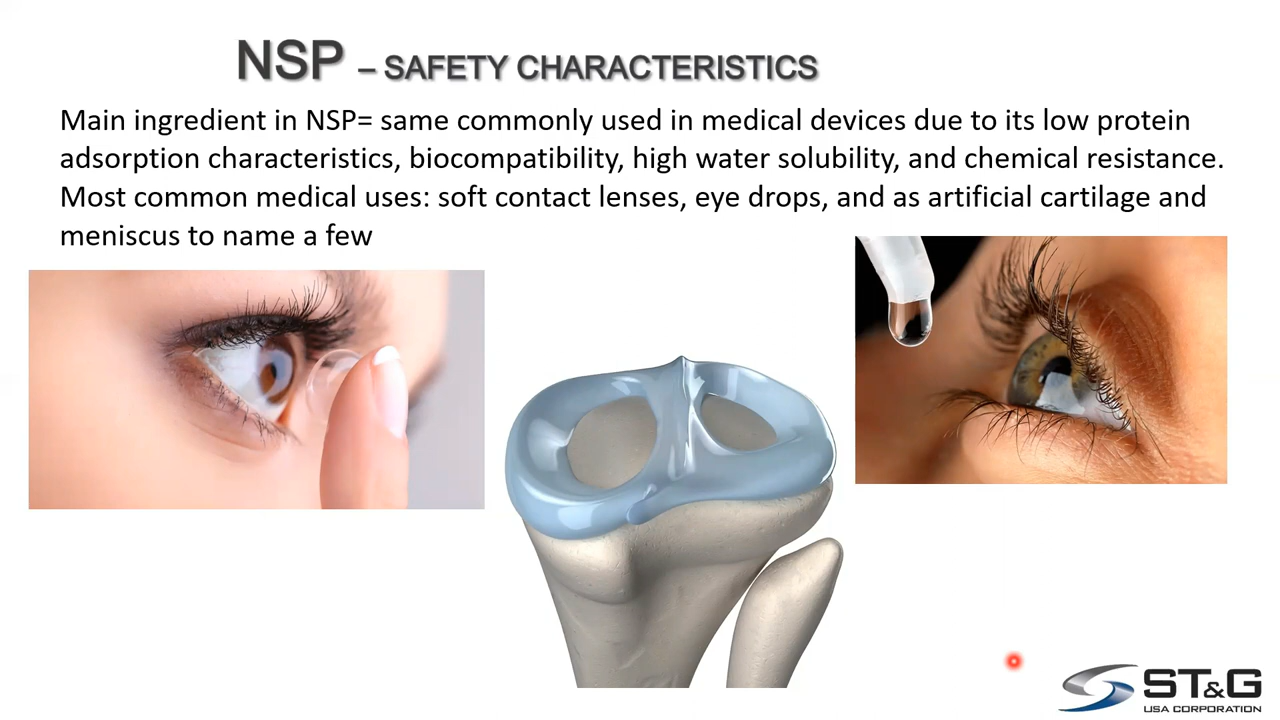 NSP – SAFETY CHARACTERISTICS
Main ingredient in NSP= same commonly used in medical devices due to its low protein
adsorption characteristics, biocompatibility, high water solubility, and chemical resistance.
Most common medical uses: soft contact lenses, eye drops, and as artificial cartilage and
meniscus to name a few
ST&G
USA CORPORATION